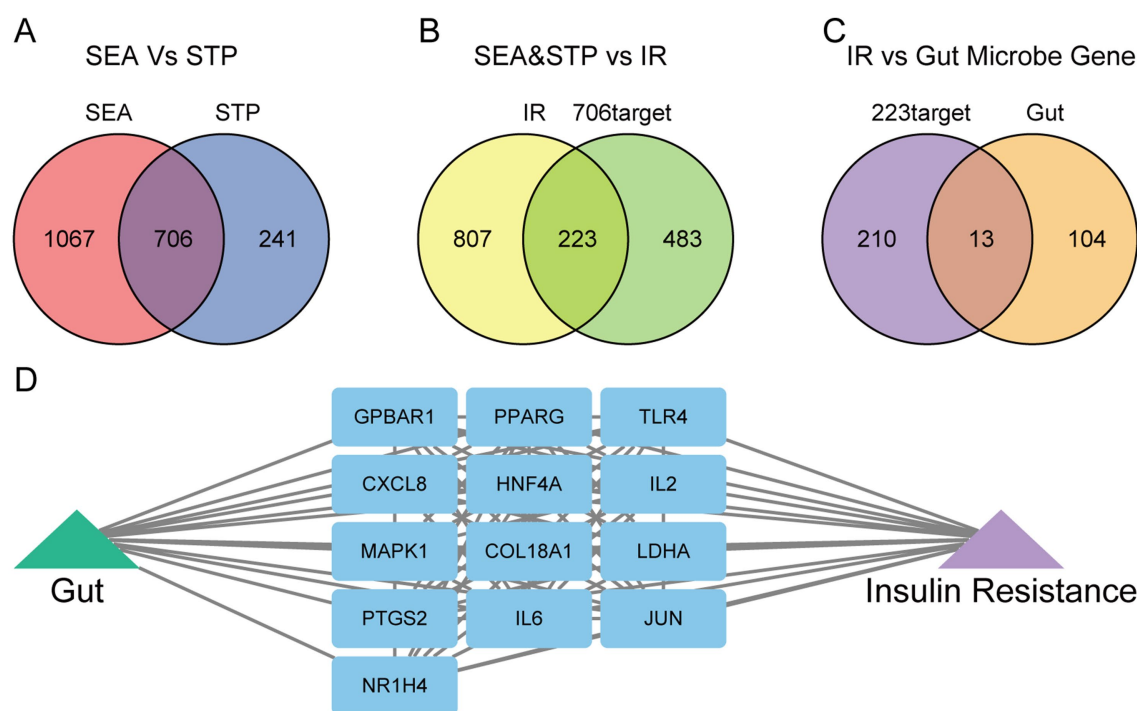 A
SEA Vs STP
SEA STP
1067 706 241
B
SEA&STP vs IR
IR 706target
807 223 483
C
IR vs Gut Microbe Gene
223target Gut
210 13 104
D
GPBAR1 PPARG TLR4
CXCL8 HNF4A IL2
MAPK1 COL18A1 LDHA
PTGS2 IL6 JUN
NR1H4
Gut
Insulin Resistance